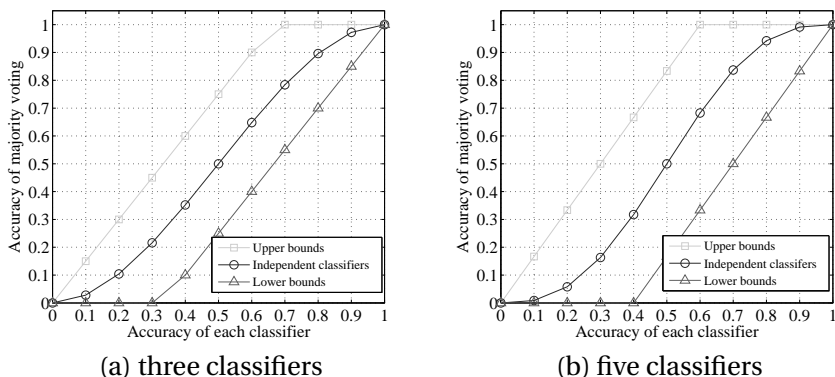 1
0.9
0.8
0.7
0.6
0.5
0.4
0.3
0.2
0.1
0
Accuracy of majority voting
Upper bounds
Independent classifiers
Lower bounds
0 0.1 0.2 0.3 0.4 0.5 0.6 0.7 0.8 0.9 1
Accuracy of each classifier
(a) three classifiers
1
0.9
0.8
0.7
0.6
0.5
0.4
0.3
0.2
0.1
0
Accuracy of majority voting
Upper bounds
Independent classifers
Lower bounds
0 0.1 0.2 0.3 0.4 0.5 0.6 0.7 0.8 0.9 1
Accuracy of each classifier
(b) five classifiers